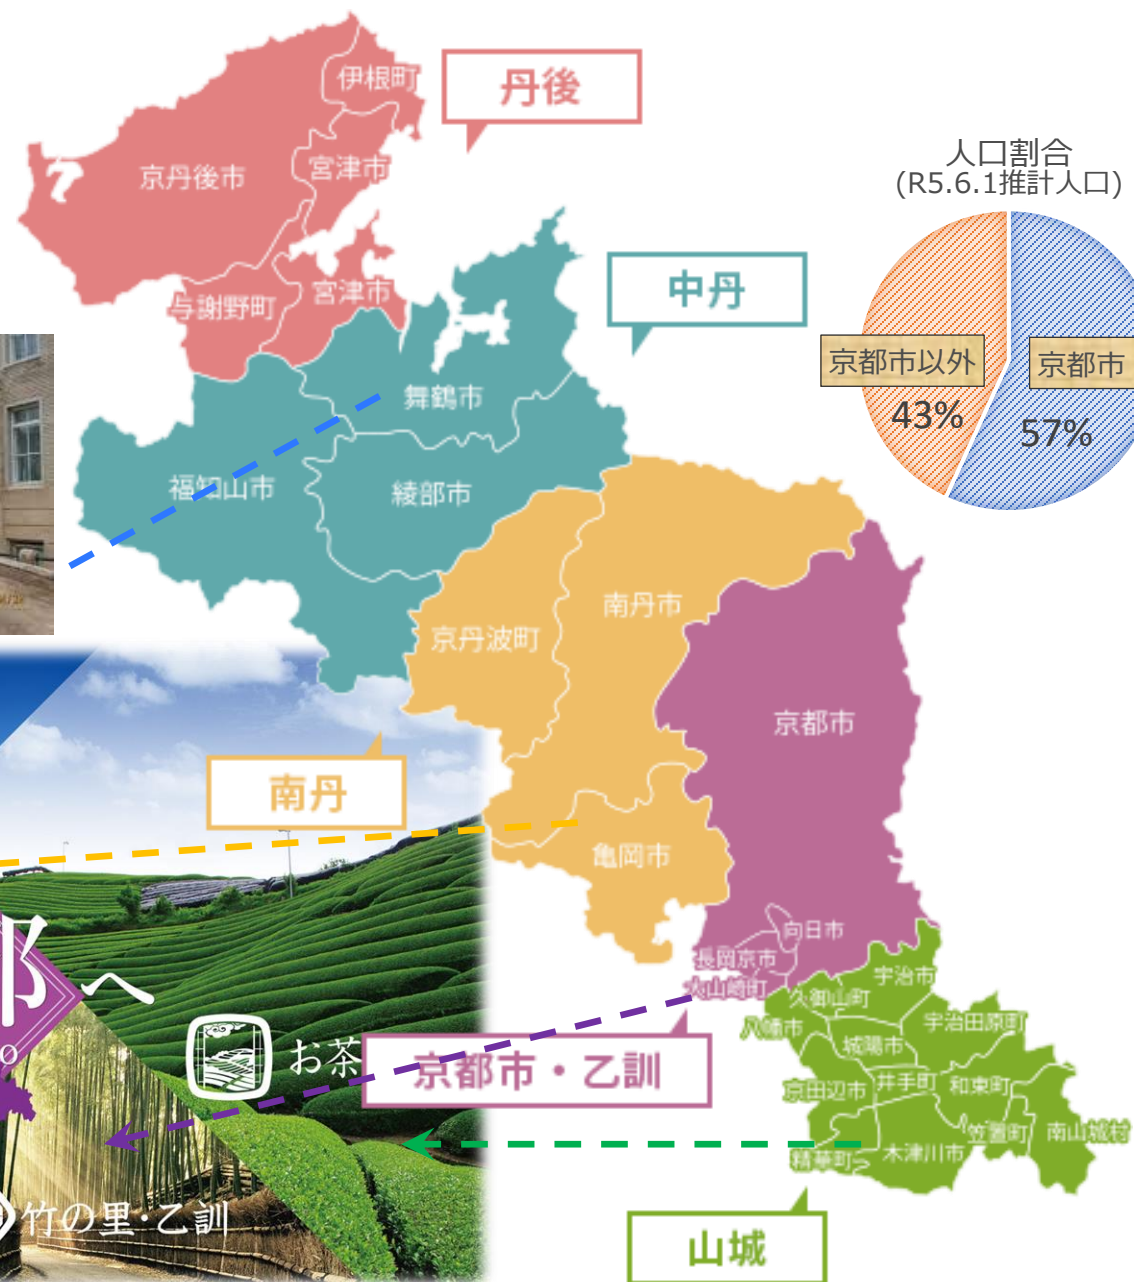 丹後
伊根町
京丹後市
宮津市
宮津市
与謝野町
人口割合
(R5.6.1推計人口)
京都市以外
43%
京都市
57%
中丹
舞鶴市
福知山市
綾部市
南丹市
京丹波町
京都市
南丹
亀岡市
向日市
長岡京市
大山崎町
京都市・乙訓
宇治市
久御山町
八幡市
宇治田原町
城陽市
京田辺市
井手町
和束町
笠置町
南山城村
精華町
木津川市
山城
都へ
お茶
竹の里・乙訓